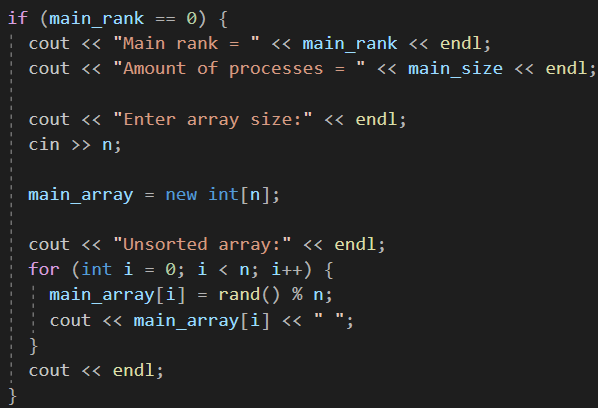 if (main_rank == 0) {
cout << "Main rank = " << main_rank << endl;
cout << "Amount of processes = " << main_size << endl;
cout << "Enter array size:" << endl;
cin >> n;
main_array = new int[n];
cout << "Unsorted array:" << endl;
for (int i = 0; i < n; i++) {
main_array[i] = rand() % n;
cout << main_array[i] << " ";
}
cout << endl;
}